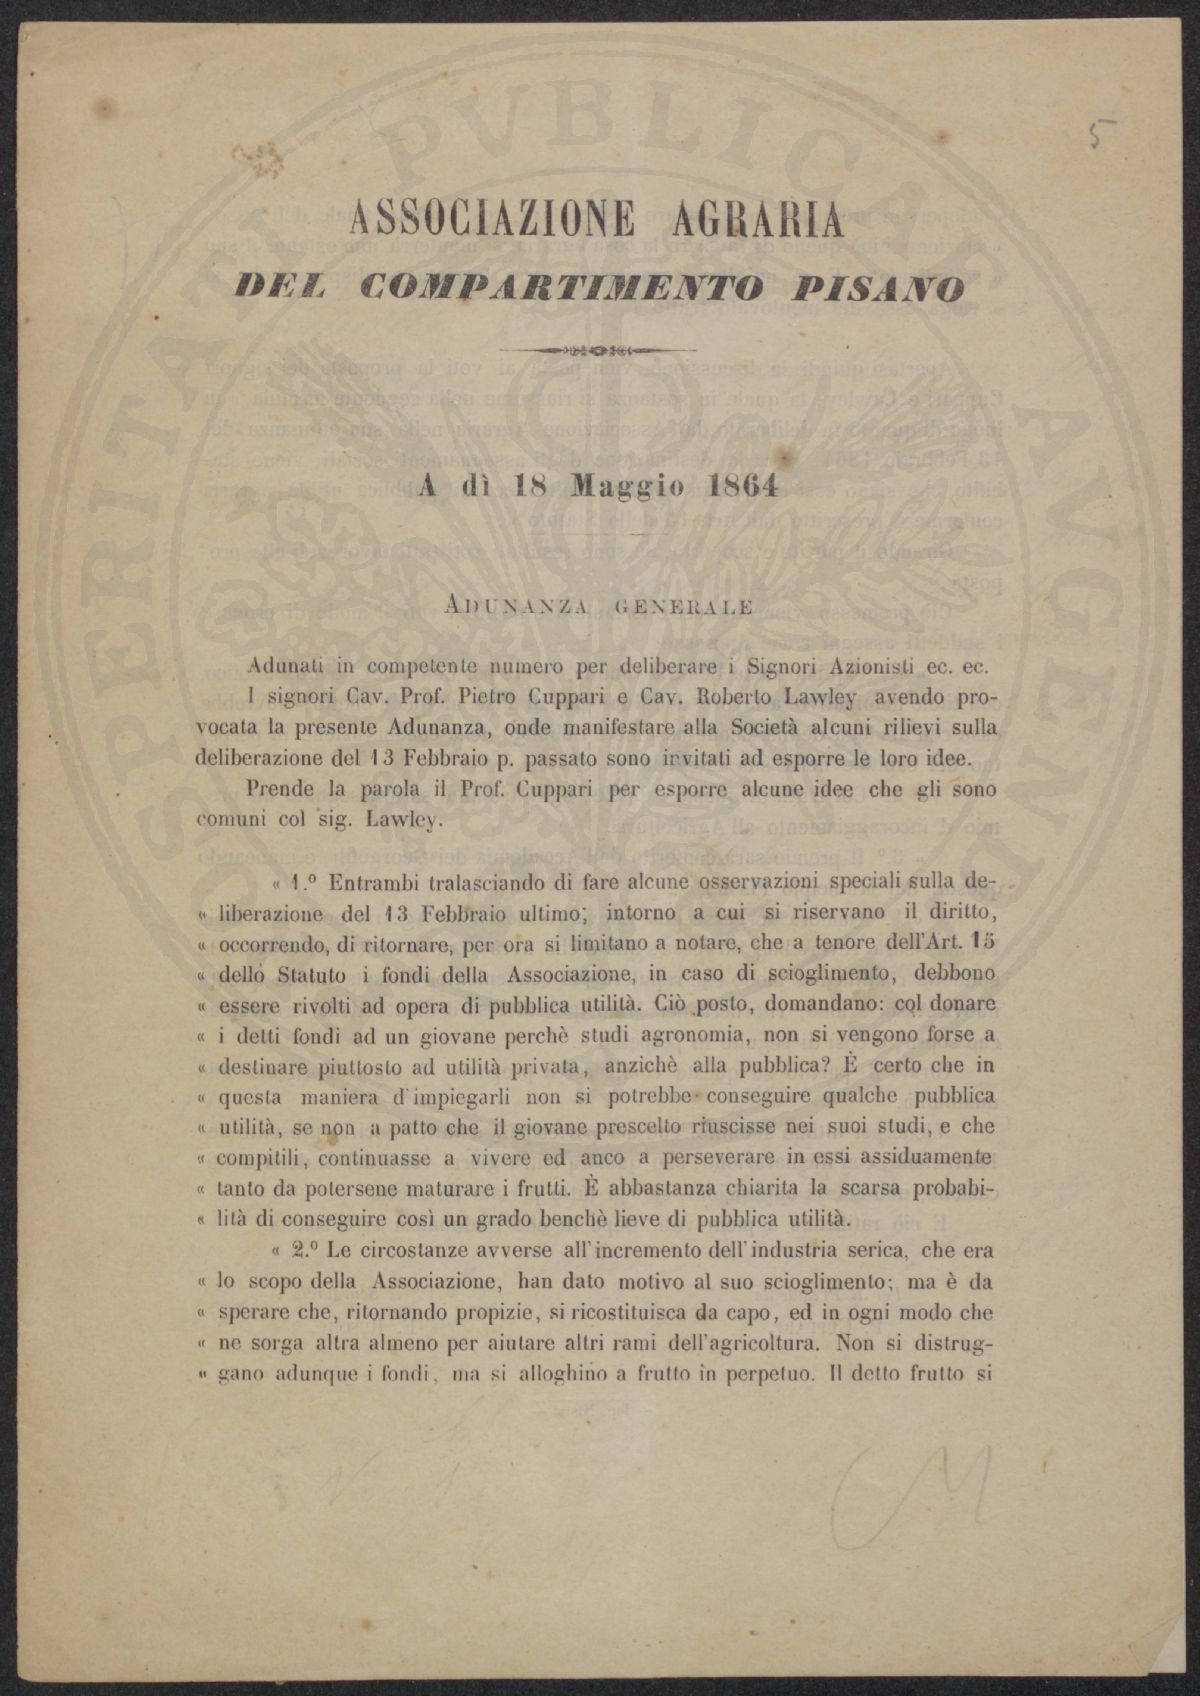 5
ASSOCIAZIONE AGRARIA
DEL COMPARTIMENTO PISANO
A dì 18 Maggio 1864
ADUNANZA GENERALE
Adunati in competente numero per deliberare i Signori Azionisti ec. ec.
I signori Cav. Prof. Pietro Cuppari e Cav. Roberto Lawley avendo pro-
vocata la presente Adunanza, onde manifestare alla Società alcuni rilievi sulla
deliberazione del 13 Febbraio p. passato sono invitati ad esporre le loro idee.
Prende la parola il Prof. Cuppari per esporre alcune idee che gli sono
comuni col sig. Lawley.
« 1.º Entrambi tralasciando di fare alcune osservazioni speciali sulla de-
« liberazione del 13 Febbraio ultimo; intorno a cui si riservano il diritto,
« occorrendo, di ritornare, per ora si limitano a notare, che a tenore dell'Art. 15
« dello Statuto i fondi della Associazione, in caso di scioglimento, debbono
« essere rivolti ad opera di pubblica utilità. Ciò posto, domandano: col donare
« i detti fondi ad un giovane perchè studi agronomia, non si vengono forse a
« destinare piuttosto ad utilità privata, anzichè alla pubblica? È certo che in
« questa maniera d'impiegarli non si potrebbe conseguire qualche pubblica
« utilità, se non a patto che il giovane prescelto riuscisse nei suoi studi, e che
« compitili, continuasse a vivere ed anco a perseverare in essi assiduamente
« tanto da potersene maturare i frutti. È abbastanza chiarita la scarsa probabi-
« lità di conseguire così un grado benchè lieve di pubblica utilità.
« 2.º Le circostanze avverse all'incremento dell'industria serica, che era
« lo scopo della Associazione, han dato motivo al suo scioglimento; ma è da
« sperare che, ritornando propizie, si ricostituisca da capo, ed in ogni modo che
« ne sorga altra almeno per aiutare altri rami dell'agricoltura. Non si distrug-
« gano adunque i fondi, ma si alloghino a frutto in perpetuo. Il detto frutto si